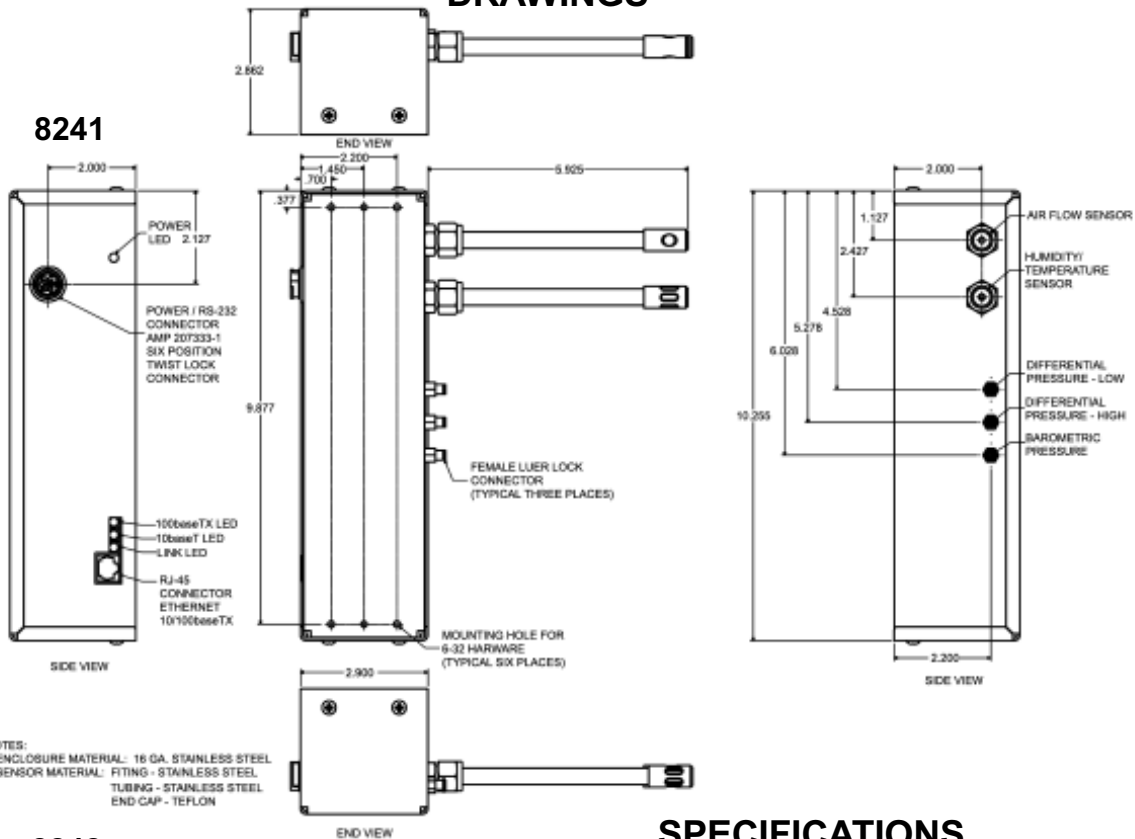 DRAWINGS
2.862
8241
END VIEW
2.000
2.200
1.450
.700
.377
5.925
2.000
POWER
LED
2.127
1.127
AIR FLOW SENSOR
2.427
HUMIDITY/
TEMPERATURE
SENSOR
POWER / RS-232
CONNECTOR
AMP 207333-1
SIX POSITION
TWIST LOCK
CONNECTOR
4.528
5.278
6.028
DIFFERENTIAL
PRESSURE - LOW
DIFFERENTIAL
PRESSURE - HIGH
BAROMETRIC
PRESSURE
9.877
10.255
FEMALE LUER LOCK
CONNECTOR
(TYPICAL THREE PLACES)
100baseTX LED
10baseT LED
LINK LED
RJ-45
CONNECTOR
ETHERNET
10/100baseTX
MOUNTING HOLE FOR
6-32 HARWARE
(TYPICAL SIX PLACES)
SIDE VIEW
2.900
2.200
SIDE VIEW
ENCLOSURE MATERIAL: 16 GA. STAINLESS STEEL
SENSOR MATERIAL: FITING - STAINLESS STEEL
TUBING - STAINLESS STEEL
END CAP - TEFLON
END VIEW
SPECIFICATIONS